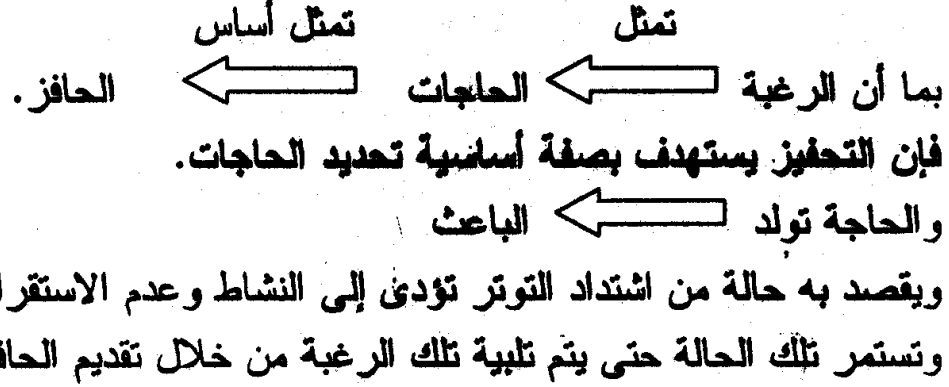 تمثل تمثل أساس
بما أن الرغبة الحاجات الحافز.
فإن التحفيز يستهدف بصفة أساسية تحديد الحاجات.
والحاجة تولد الباعث
ويقصد به حالة من اشتداد التوتر تؤدى إلى النشاط وعدم
وتستمر تلك الحالة حتى يتم تلبية تلك الرغبة من خلال تقديم